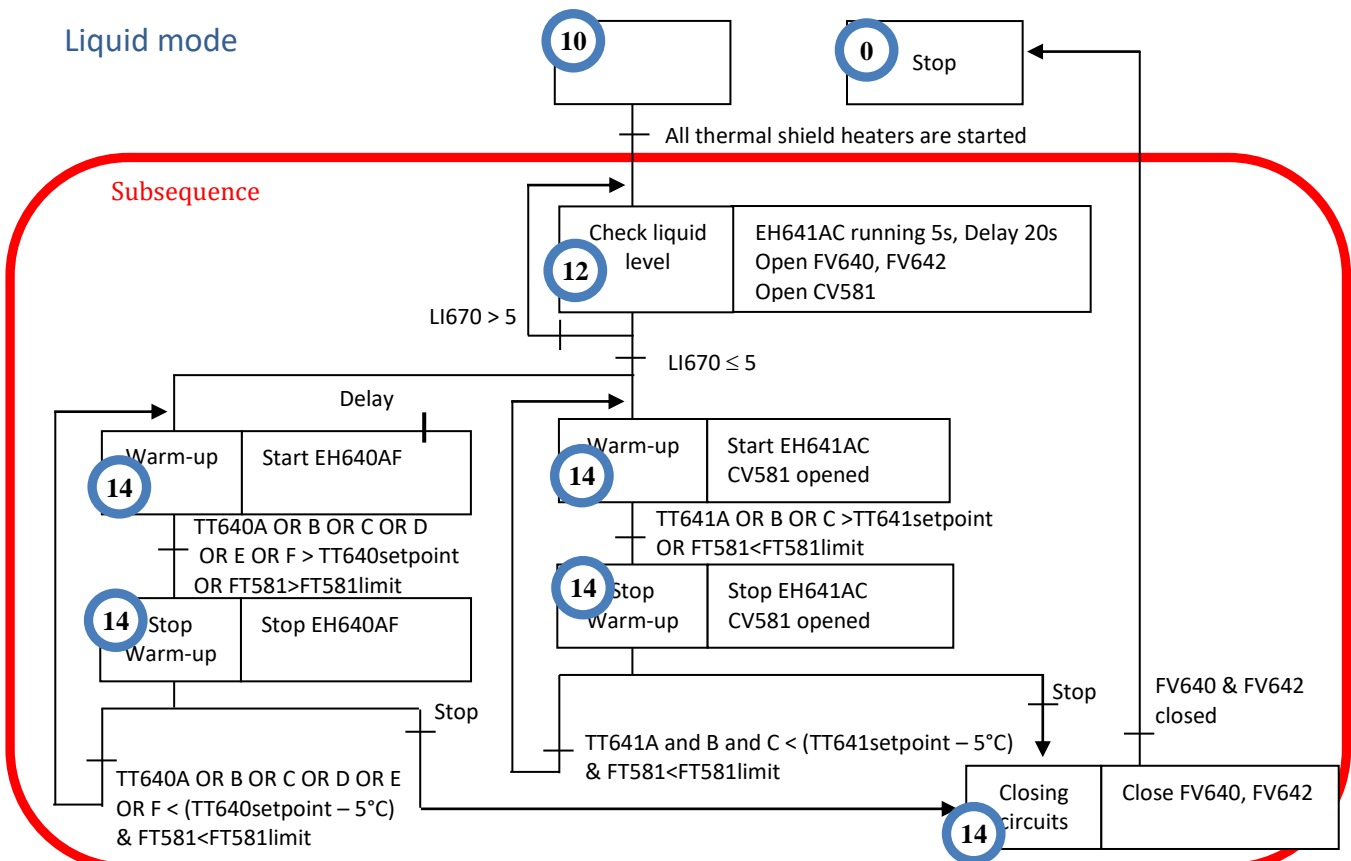 Liquid mode
10
0
Stop
All thermal shield heaters are started
Subsequence
Check liquid
level
12
EH641AC running 5s, Delay 20s
Open FV640, FV642
Open CV581
LI670 > 5
LI670 ≤ 5
Delay
Warm-up
14
Start EH640AF
Warm-up
14
Start EH641AC
CV581 opened
TT640A OR B OR C OR D
OR E OR F > TT640setpoint
OR FT581>FT581limit
TT641A OR B OR C >TT641setpoint
OR FT581<FT581limit
14
Stop
Warm-up
Stop EH640AF
14
Stop
Warm-up
Stop EH641AC
CV581 opened
Stop
Stop
FV640 & FV642
closed
TT640A OR B OR C OR D OR E
OR F < (TT640setpoint – 5°C)
& FT581<FT581limit
TT641A and B and C < (TT641setpoint – 5°C)
& FT581<FT581limit
Closing
circuits
14
Close FV640, FV642